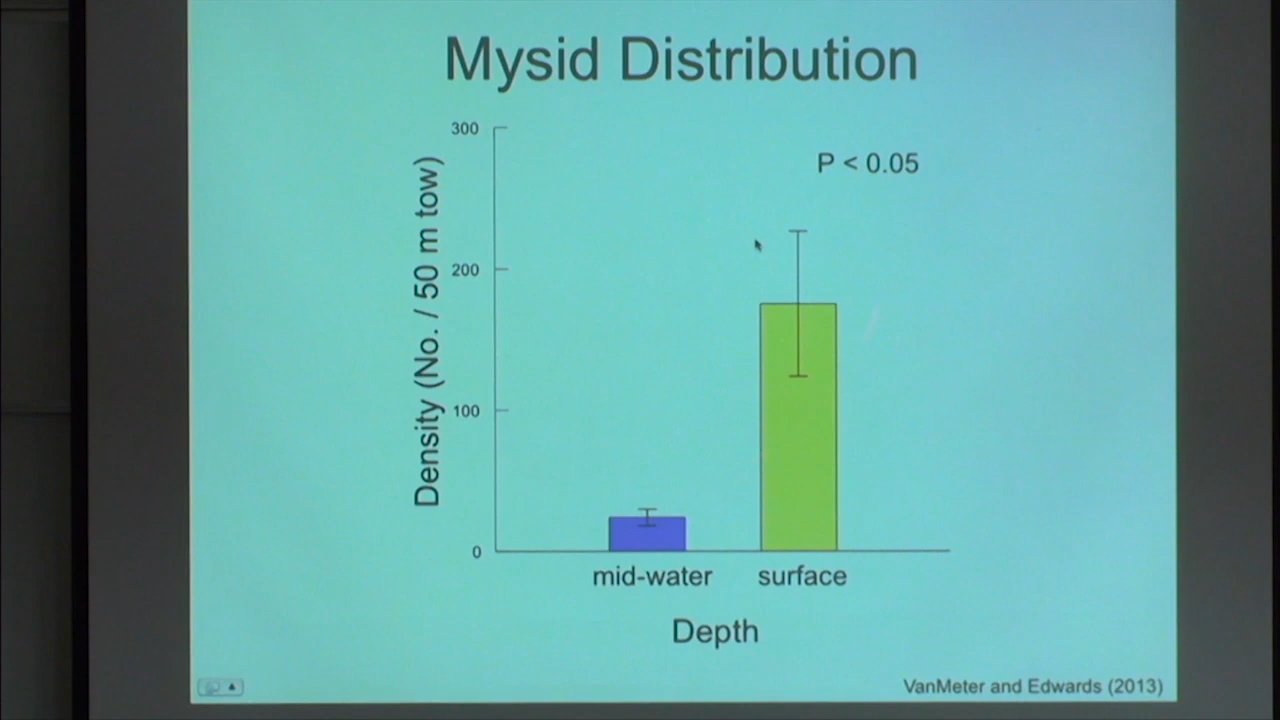 Mysid Distribution
300
P < 0.05
Density (No. / 50 m tow)
200
100
0
mid-water
surface
Depth
VanMeter and Edwards (2013)